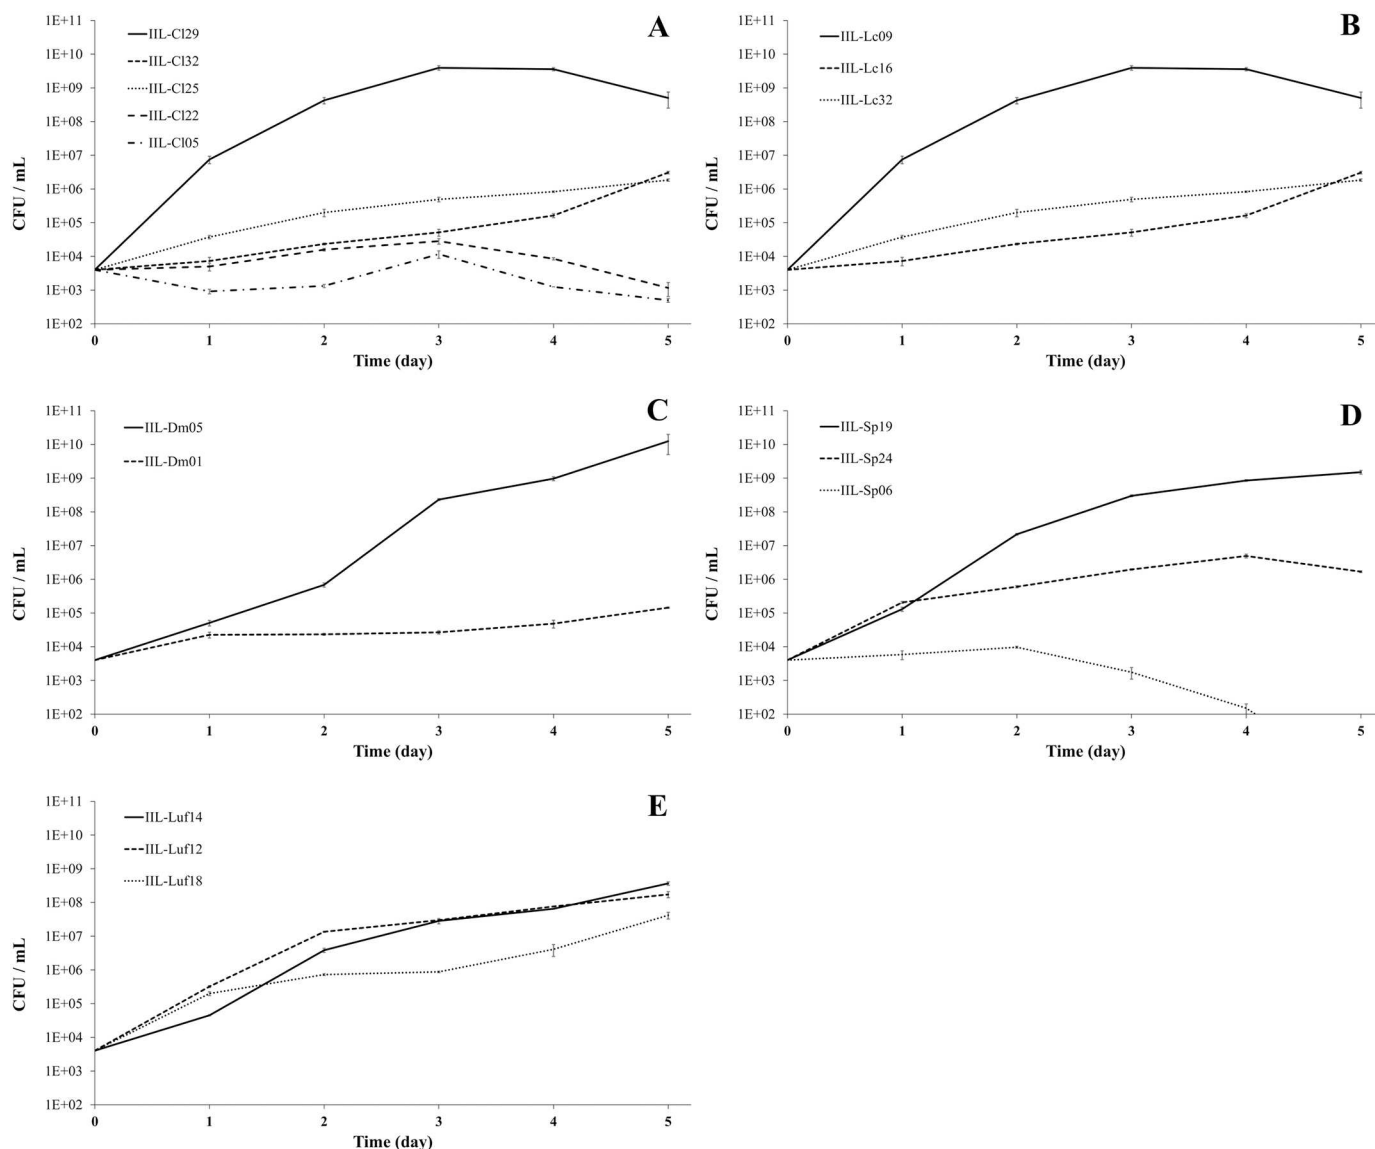 A
1E+11
1E+10
1E+09
1E+08
1E+07
1E+06
1E+05
1E+04
1E+03
1E+02
CFU / mL
IIL-Cl29
IIL-Cl32
IIL-Cl25
IIL-Cl22
IIL-Cl05
0 1 2 3 4 5
Time (day)
B
1E+11
1E+10
1E+09
1E+08
1E+07
1E+06
1E+05
1E+04
1E+03
1E+02
CFU / mL
IIL-Lc09
IIL-Lc16
IIL-Lc32
0 1 2 3 4 5
Time (day)
C
1E+11
1E+10
1E+09
1E+08
1E+07
1E+06
1E+05
1E+04
1E+03
1E+02
CFU / mL
IIL-Dm05
IIL-Dm01
0 1 2 3 4 5
Time (day)
D
1E+11
1E+10
1E+09
1E+08
1E+07
1E+06
1E+05
1E+04
1E+03
1E+02
CFU / mL
IIL-Sp19
IIL-Sp24
IIL-Sp06
0 1 2 3 4 5
Time (day)
E
1E+11
1E+10
1E+09
1E+08
1E+07
1E+06
1E+05
1E+04
1E+03
1E+02
CFU / mL
IIL-Luf14
IIL-Luf12
IIL-Luf18
0 1 2 3 4 5
Time (day)